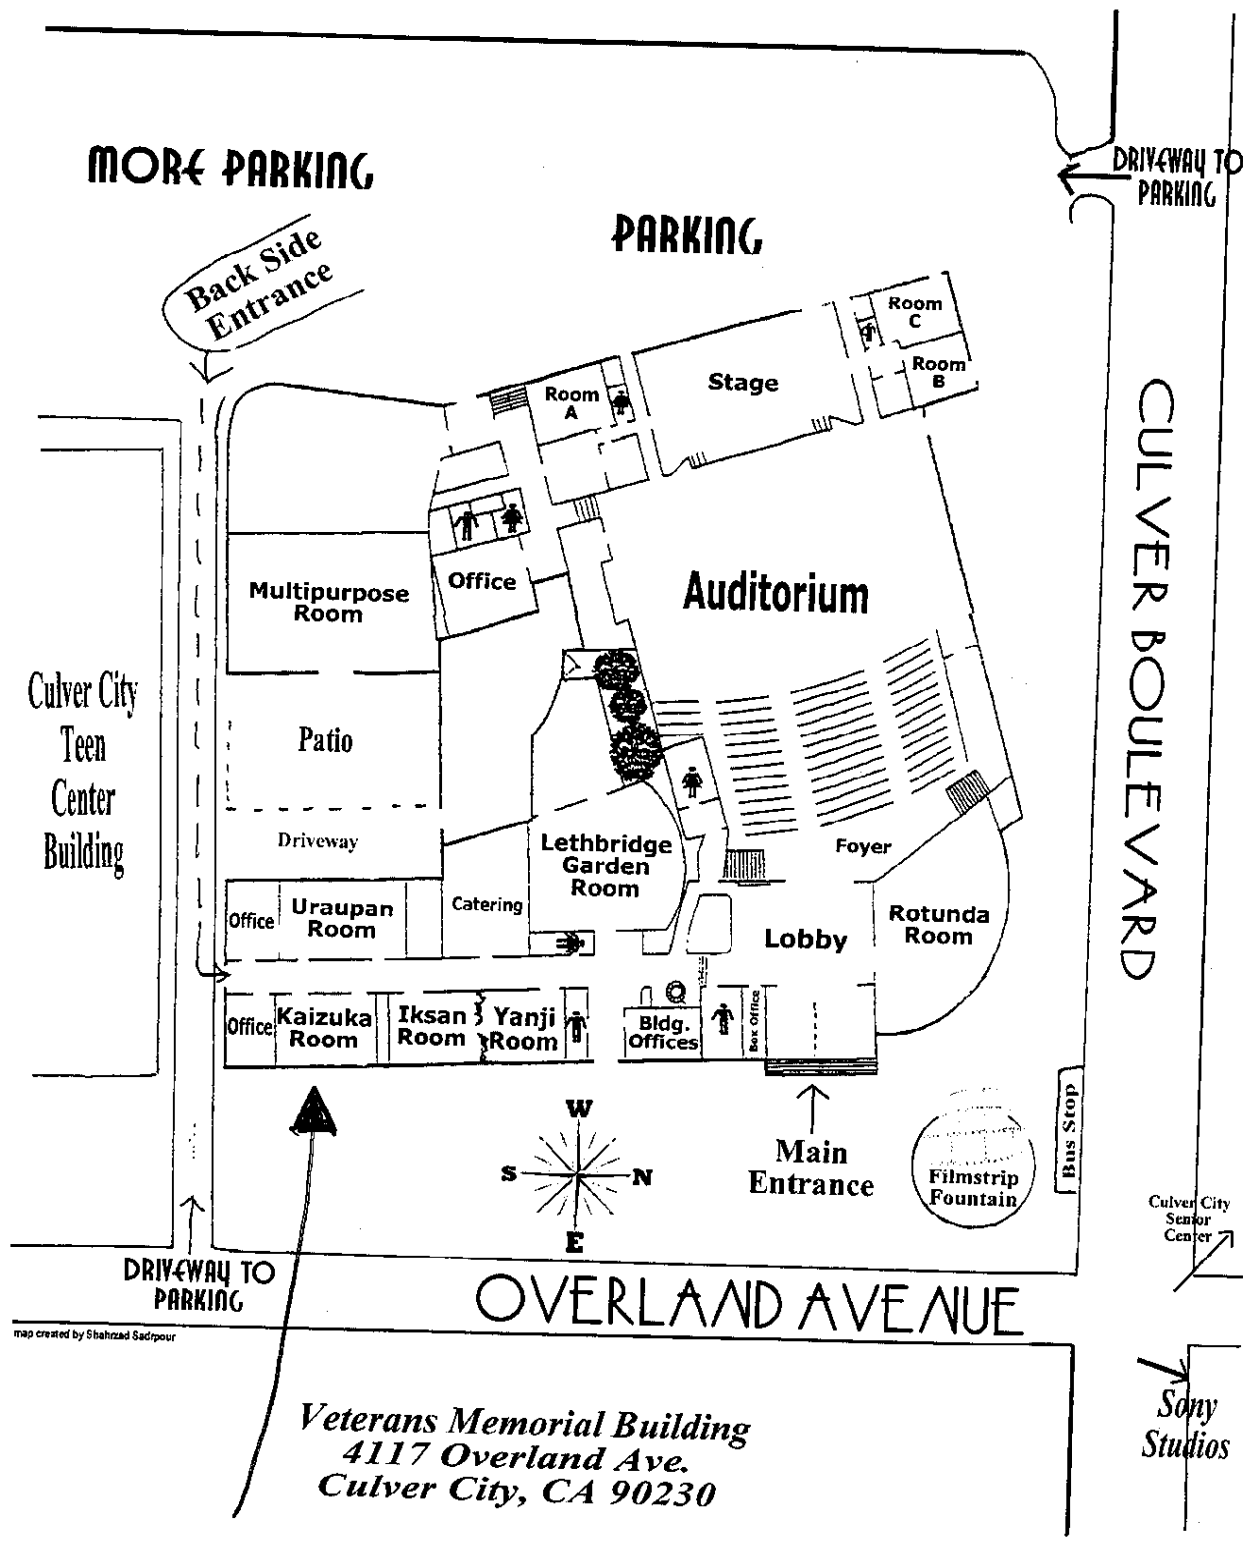 MORE PARKING
DRIVEWAY TO
PARKING
PARKING
Back Side
Entrance
Room
C
Room
B
Stage
Room
A
CULVER BOULEVARD
Auditorium
Office
Multipurpose
Room
Culver City
Teen
Center
Building
Patio
Driveway
Lethbridge
Garden
Room
Foyer
Office
Uraupan
Room
Catering
Lobby
Rotunda
Room
Office
Kaizuka
Room
Iksan
Room
Yanji
Room
Bldg.
Offices
Box Office
W
S
N
E
Main
Entrance
Filmstrip
Fountain
Bus Stop
Culver City
Senior
Center
DRIVEWAY TO
PARKING
OVERLAND AVENUE
map created by Shahrzad Sadrpour
Sony
Studios
Veterans Memorial Building
4117 Overland Ave.
Culver City, CA 90230